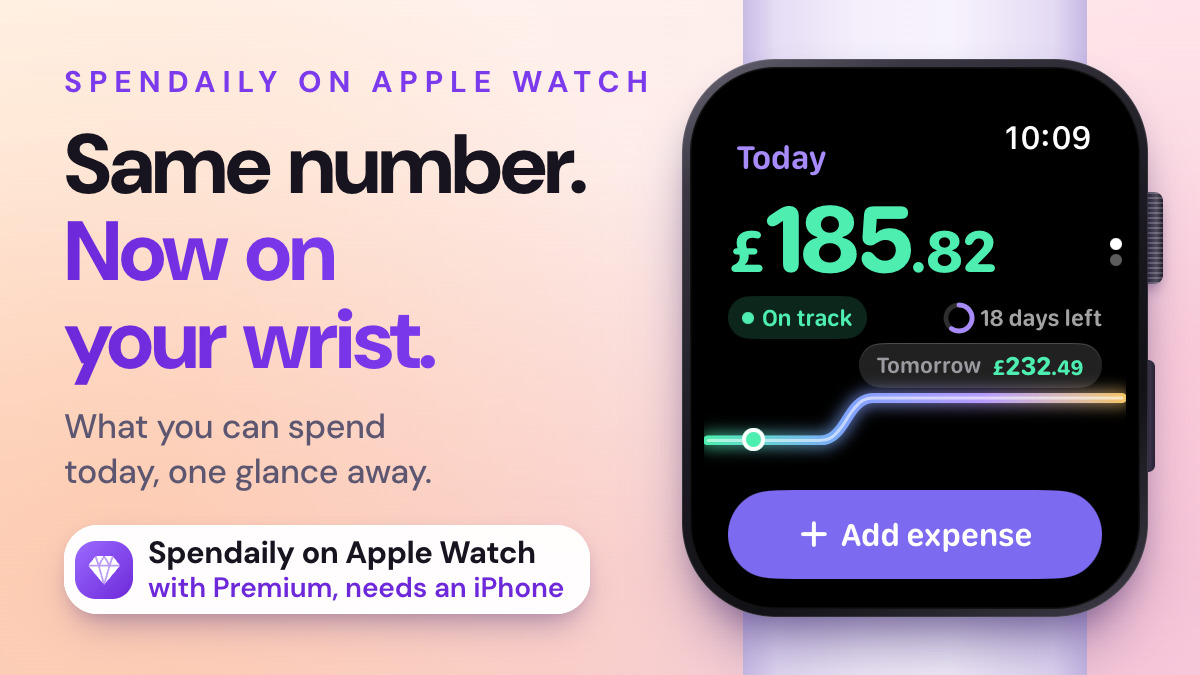 SPENDAILY ON APPLE WATCH
Same number.
Now on
your wrist.
What you can spend
today, one glance away.
Spendaily on Apple Watch
with Premium, needs an iPhone
10:09
Today
£185.82
On track
18 days left
Tomorrow £232.49
+ Add expense